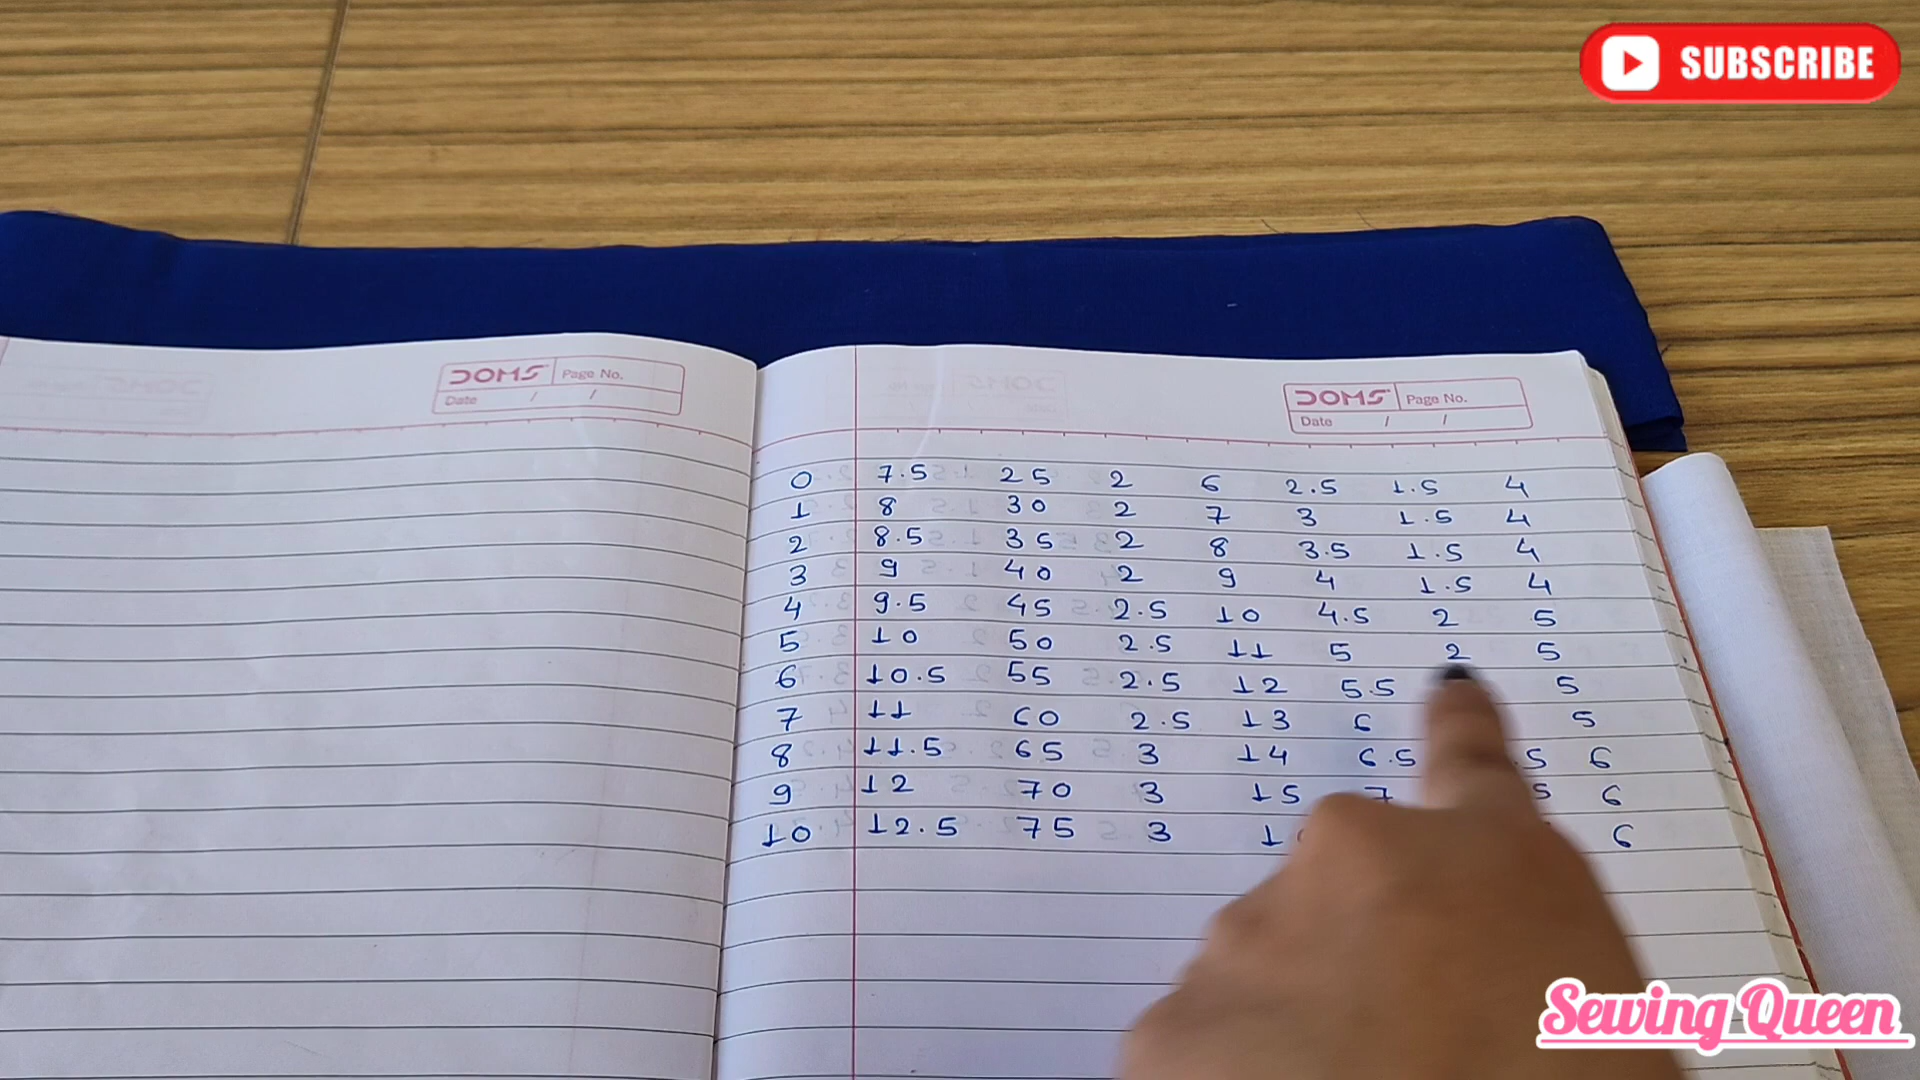 SUBSCRIBE
DOMS Page No.
Date / /
DOMS Page No.
Date / /
0 7.5 25 2 6 2.5 1.5 4
1 8 30 2 7 3 1.5 4
2 8.5 35 2 8 3.5 1.5 4
3 9 40 2 9 4 1.5 4
4 9.5 45 2.5 10 4.5 2 5
5 10 50 2.5 11 5 2 5
6 10.5 55 2.5 12 5.5 5
7 11 60 2.5 13 6 5
8 11.5 65 3 14 6.5 .5 6
9 12 70 3 15 7 5 6
10 12.5 75 3 1 6
Sewing Queen